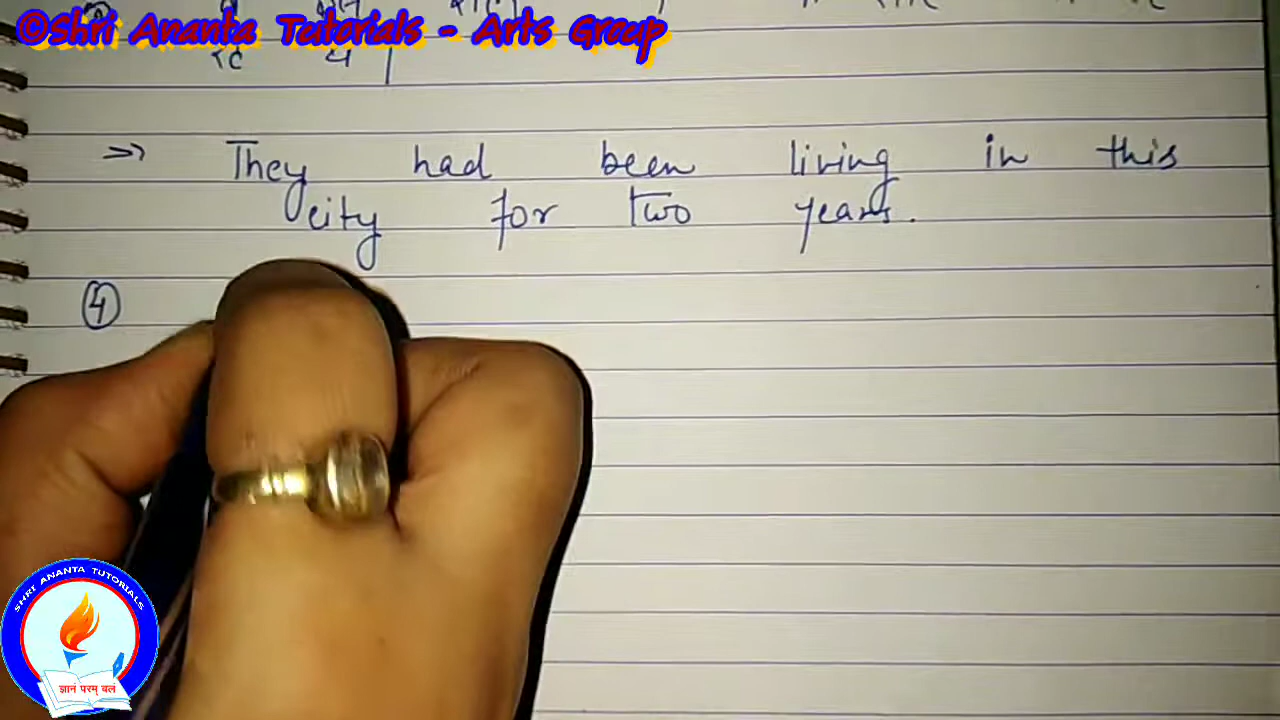 ©Shri Ananta Tutorials - Arts Group
⇒ They had been living in this
city for two years.
④
SHRI ANANTA TUTORIALS
ज्ञानं परमं बलं